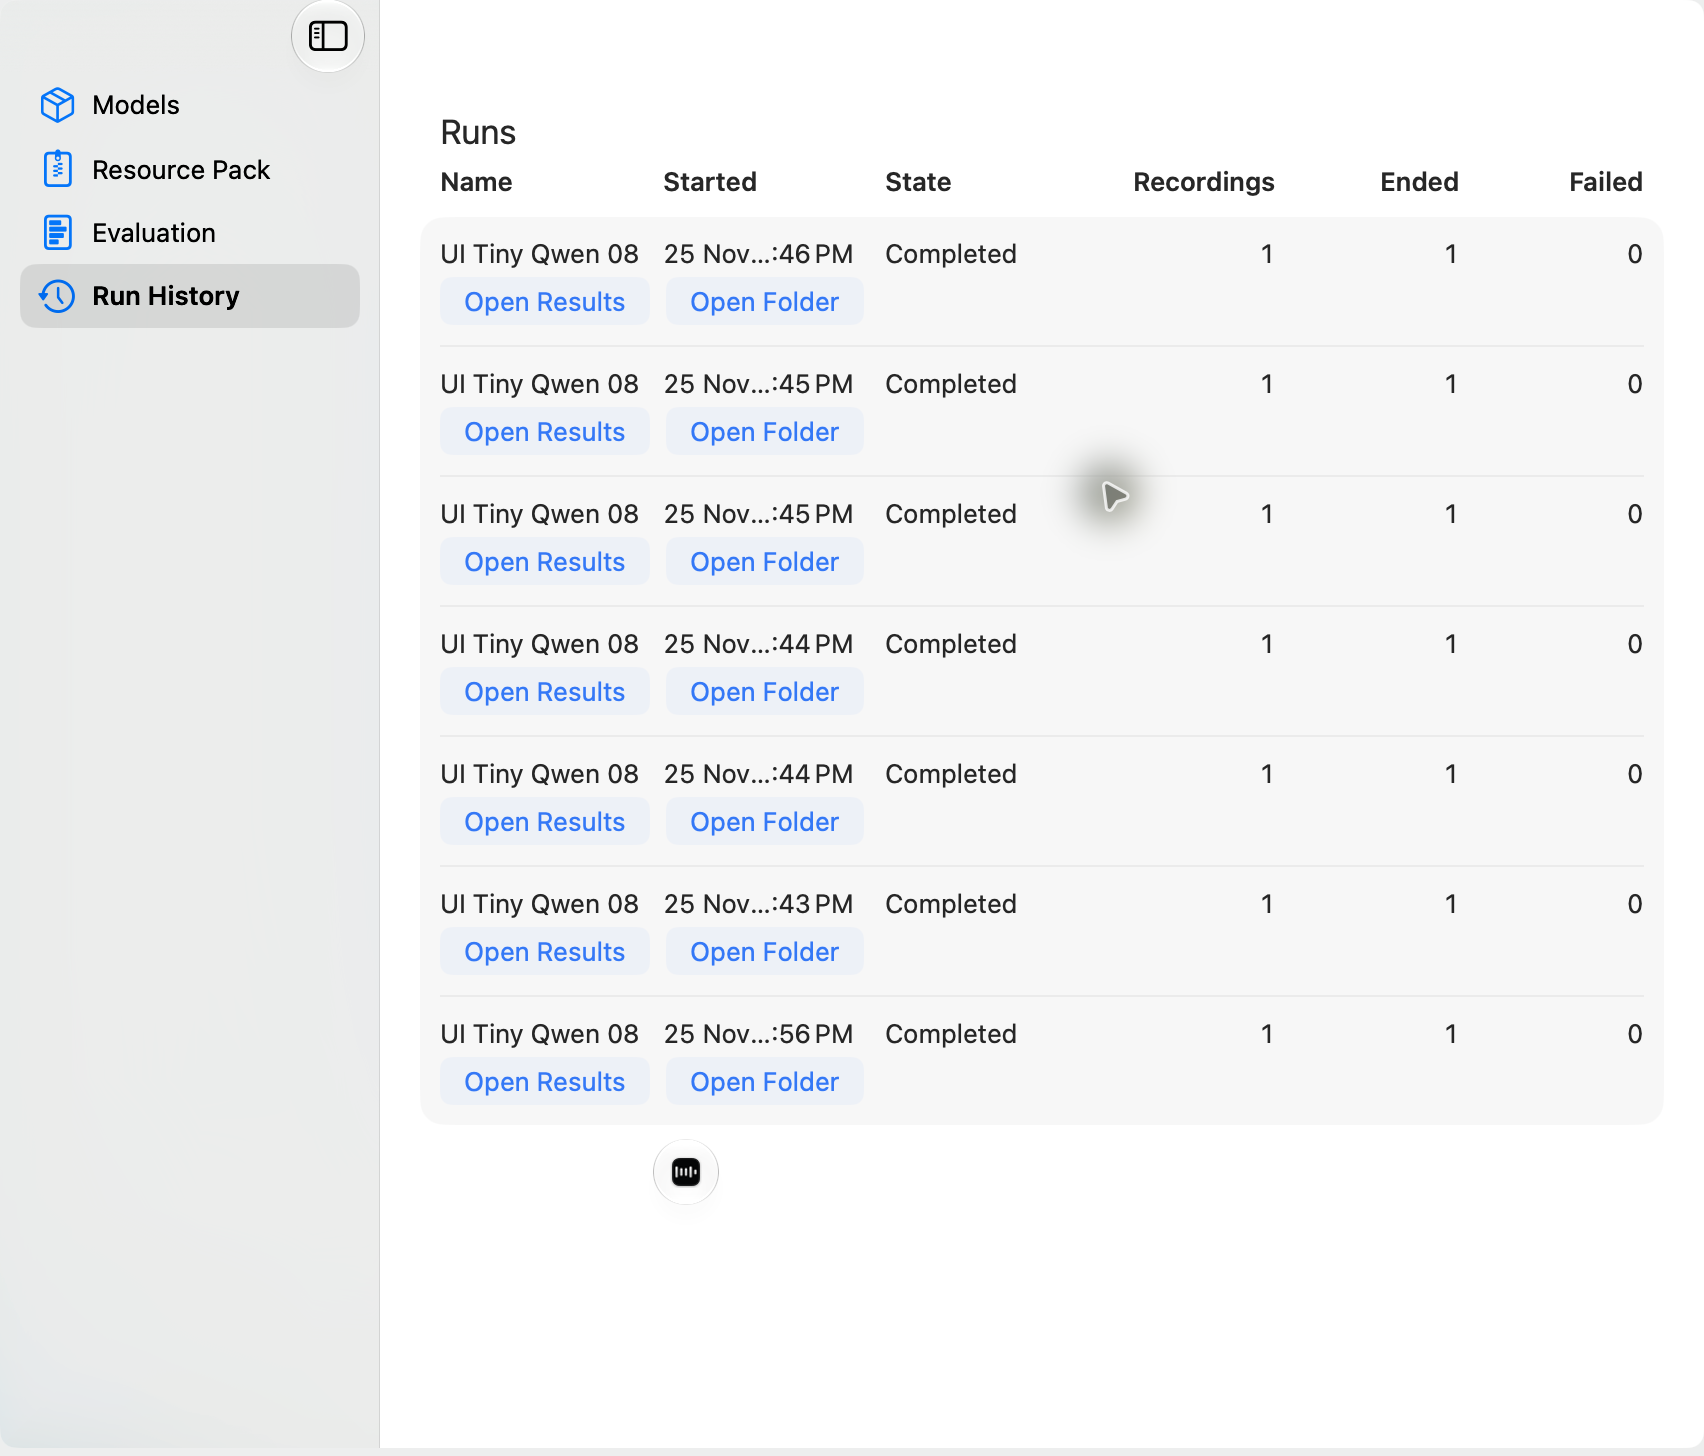 Models
Resource Pack
Evaluation
Run History
Runs
Name Started State Recordings Ended Failed
UI Tiny Qwen 08 25 Nov...:46 PM Completed 1 1 0
Open Results Open Folder
UI Tiny Qwen 08 25 Nov...:45 PM Completed 1 1 0
Open Results Open Folder
UI Tiny Qwen 08 25 Nov...:45 PM Completed 1 1 0
Open Results Open Folder
UI Tiny Qwen 08 25 Nov...:44 PM Completed 1 1 0
Open Results Open Folder
UI Tiny Qwen 08 25 Nov...:44 PM Completed 1 1 0
Open Results Open Folder
UI Tiny Qwen 08 25 Nov...:43 PM Completed 1 1 0
Open Results Open Folder
UI Tiny Qwen 08 25 Nov...:56 PM Completed 1 1 0
Open Results Open Folder